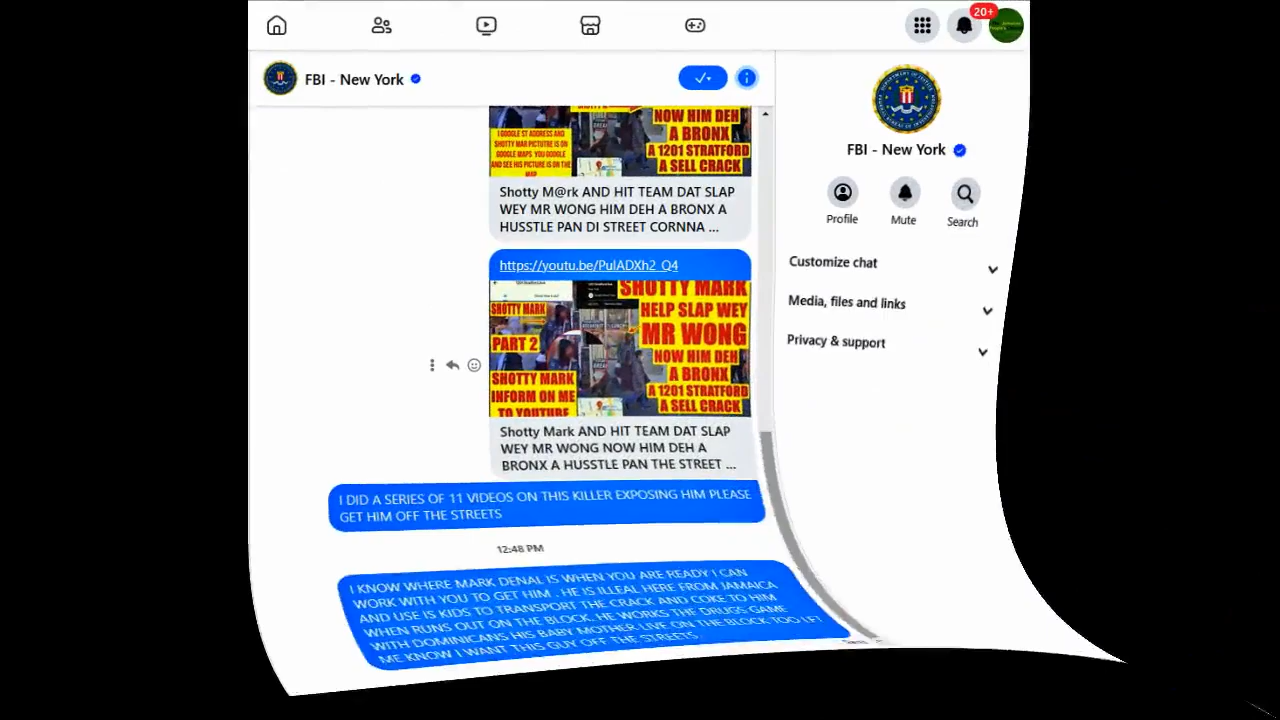 20+
FBI - New York
FBI - New York
Profile
Mute
Search
Customize chat
Media, files and links
Privacy & support
I GOOGLE ST ADDRESS AND
SHOTTY MAR PICTUTRE IS ON
GOOGLE MAPS YOU GOOGLE
AND SEE HIS PICTURE IS ON THE
MAP
NOW HIM DEH
A BRONX
A 1201 STRATFORD
A SELL CRACK
Shotty M@rk AND HIT TEAM DAT SLAP
WEY MR WONG HIM DEH A BRONX A
HUSSTLE PAN DI STREET CORNNA ...
https://youtu.be/PulADXh2_Q4
SHOTTY MARK
PART 2
SHOTTY MARK
INFORM ON ME
TO YOUTUBE
SHOTTY MARK
HELP SLAP WEY
MR WONG
NOW HIM DEH
A BRONX
A 1201 STRATFORD
A SELL CRACK
Shotty Mark AND HIT TEAM DAT SLAP
WEY MR WONG NOW HIM DEH A
BRONX A HUSSTLE PAN THE STREET ...
I DID A SERIES OF 11 VIDEOS ON THIS KILLER EXPOSING HIM PLEASE
GET HIM OFF THE STREETS
12:48 PM
I KNOW WHERE MARK DENAL IS WHEN YOU ARE READY I CAN
WORK WITH YOU TO GET HIM . HE IS ILLEAL HERE FROM JAMAICA
AND USE IS KIDS TO TRANSPORT THE CRACK AND COKE TO HIM
WHEN RUNS OUT ON THE BLOCK. HE WORKS THE DRUGS GAME
WITH DOMINICANS HIS BABY MOTHER LIVE ON THE BLOCK TOO LET
ME KNOW I WANT THIS GUY OFF THE STREETS.